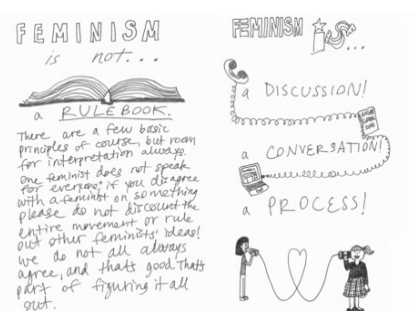 FEMINISM
is not...
a RULEBOOK.
There are a few basic
principles of course, but room
for interpretation always.
One feminist does not speak
for everyone; if you disagree
with a feminist on something
please do not discount the
entire movement or rule
out other feminists' ideas!
we do not all always
agree, and thats good. Thats
part of figuring it all
out.
FEMINISM is...
a DISCUSSION!
a CONVERSATION!
a PROCESS!